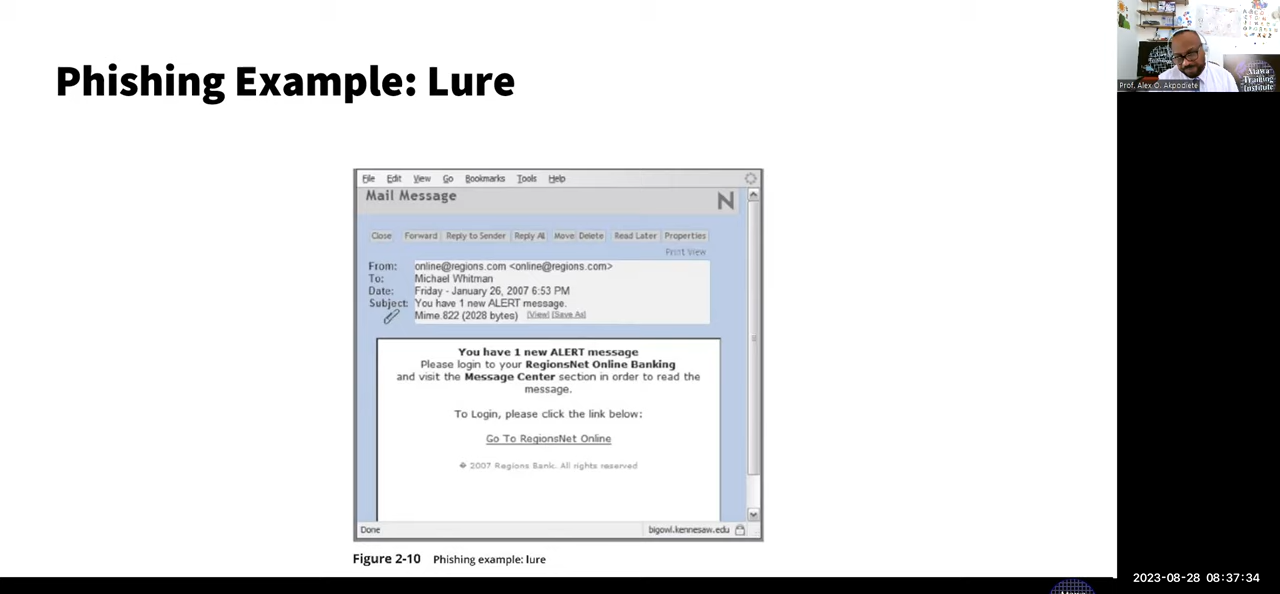 Phishing Example: Lure
File Edit View Go Bookmarks Tools Help
Mail Message
N
Close Forward Reply to Sender Reply All Move Delete Read Later Properties
Print View
From: online@regions.com <online@regions.com>
To: Michael Whitman
Date: Friday - January 26, 2007 6:53 PM
Subject: You have 1 new ALERT message.
Mime.822 (2028 bytes) [View] [Save As]
You have 1 new ALERT message
Please login to your RegionsNet Online Banking
and visit the Message Center section in order to read the
message.
To Login, please click the link below:
Go To RegionsNet Online
� 2007 Regions Bank. All rights reserved
Done bigowl.kennesaw.edu
Figure 2-10 Phishing example: lure
Prof. Alex O. Akpodiete
Training
Institute
2023-08-28 08:37:34